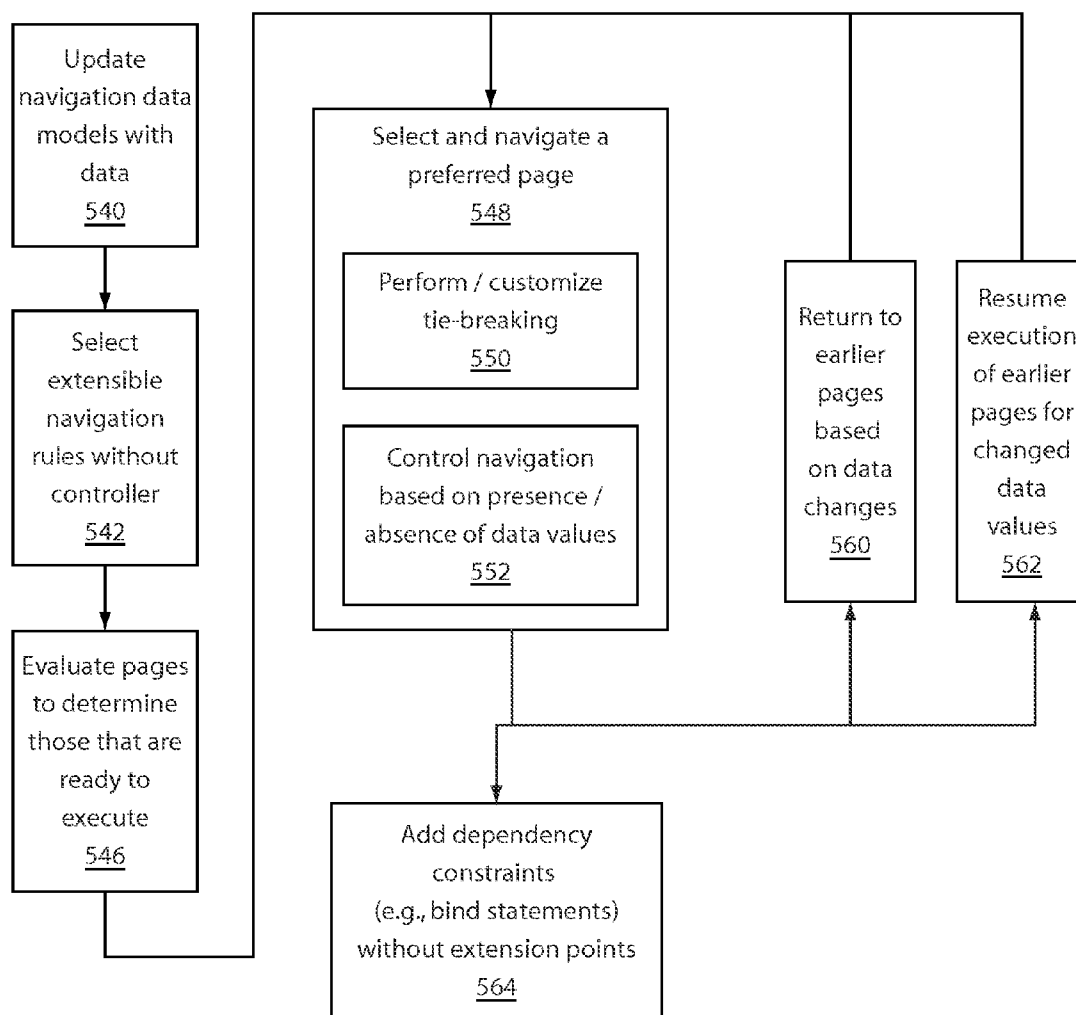 Update
navigation data
models with
data
540
Select
extensible
navigation
rules without
controller
542
Evaluate pages
to determine
those that are
ready to
execute
546
Select and navigate a
preferred page
548
Perform / customize
tie-breaking
550
Control navigation
based on presence /
absence of data values
552
Return to
earlier
pages
based
on data
changes
560
Resume
execution
of earlier
pages for
changed
data
values
562
Add dependency
constraints
(e.g., bind statements)
without extension points
564